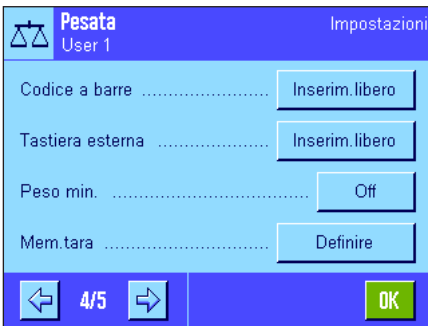 Pesata Impostazioni
User 1
Codice a barre ........................ Inserim.libero
Tastiera esterna .................... Inserim.libero
Peso min. ..................................... Off
Mem.tara .............................. Definire
4/5 OK